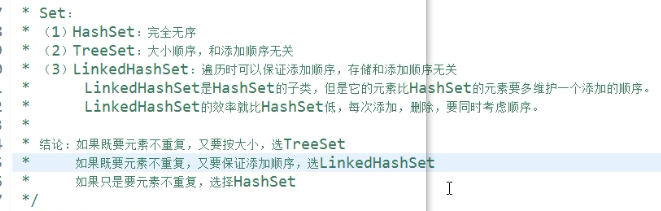 * Set:
* （1）HashSet：完全无序
* （2）TreeSet：大小顺序，和添加顺序无关
* （3）LinkedHashSet：遍历时可以保证添加顺序，存储和添加顺序无关
* LinkedHashSet是HashSet的子类，但是它的元素比HashSet的元素要多维护一个添加的顺序。
* LinkedHashSet的效率就比HashSet低，每次添加，删除，要同时考虑顺序。
*
* 结论：如果既要元素不重复，又要按大小，选TreeSet
* 如果既要元素不重复，又要保证添加顺序，选LinkedHashSet
* 如果只是要元素不重复，选择HashSet
*/